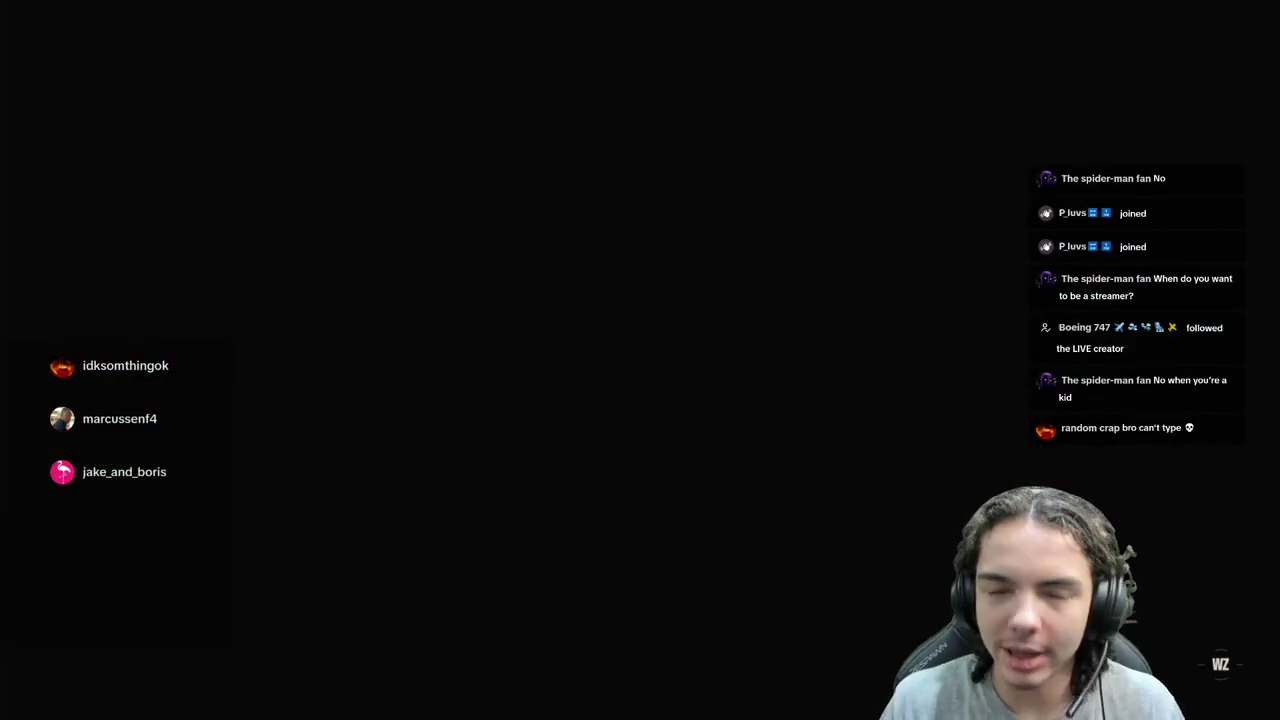 The spider-man fan No
P_luvs joined
P_luvs joined
The spider-man fan When do you want
to be a streamer?
Boeing 747 followed
the LIVE creator
The spider-man fan No when you're a
kid
random crap bro can't type
idksomthingok
marcussenf4
jake_and_boris
WZ